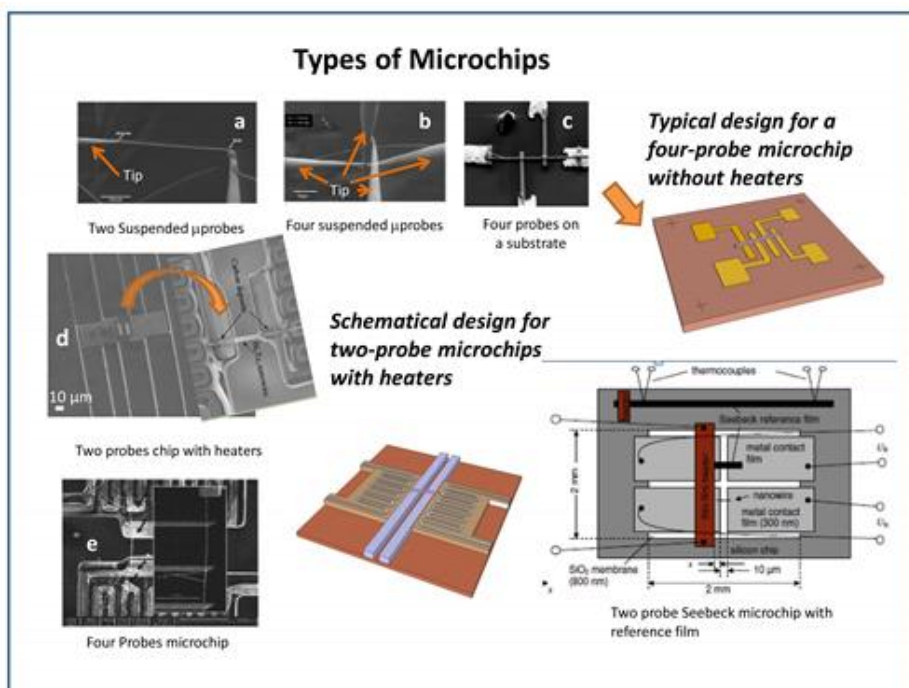 Types of Microchips
a
Tip
Two Suspended μprobes
b
Tip
Four suspended μprobes
c
Four probes on
a substrate
Typical design for a
four-probe microchip
without heaters
d
10 μm
Two probes chip with heaters
Schematical design for
two-probe microchips
with heaters
e
Four Probes microchip
thermocouples
Seebeck reference film
metal contact
film
nanowire
metal contact
film (300 nm)
silicon chip
SiO₂ membrane
(800 nm)
2 mm
x
10 μm
2 mm
x
Two probe Seebeck microchip with
reference film